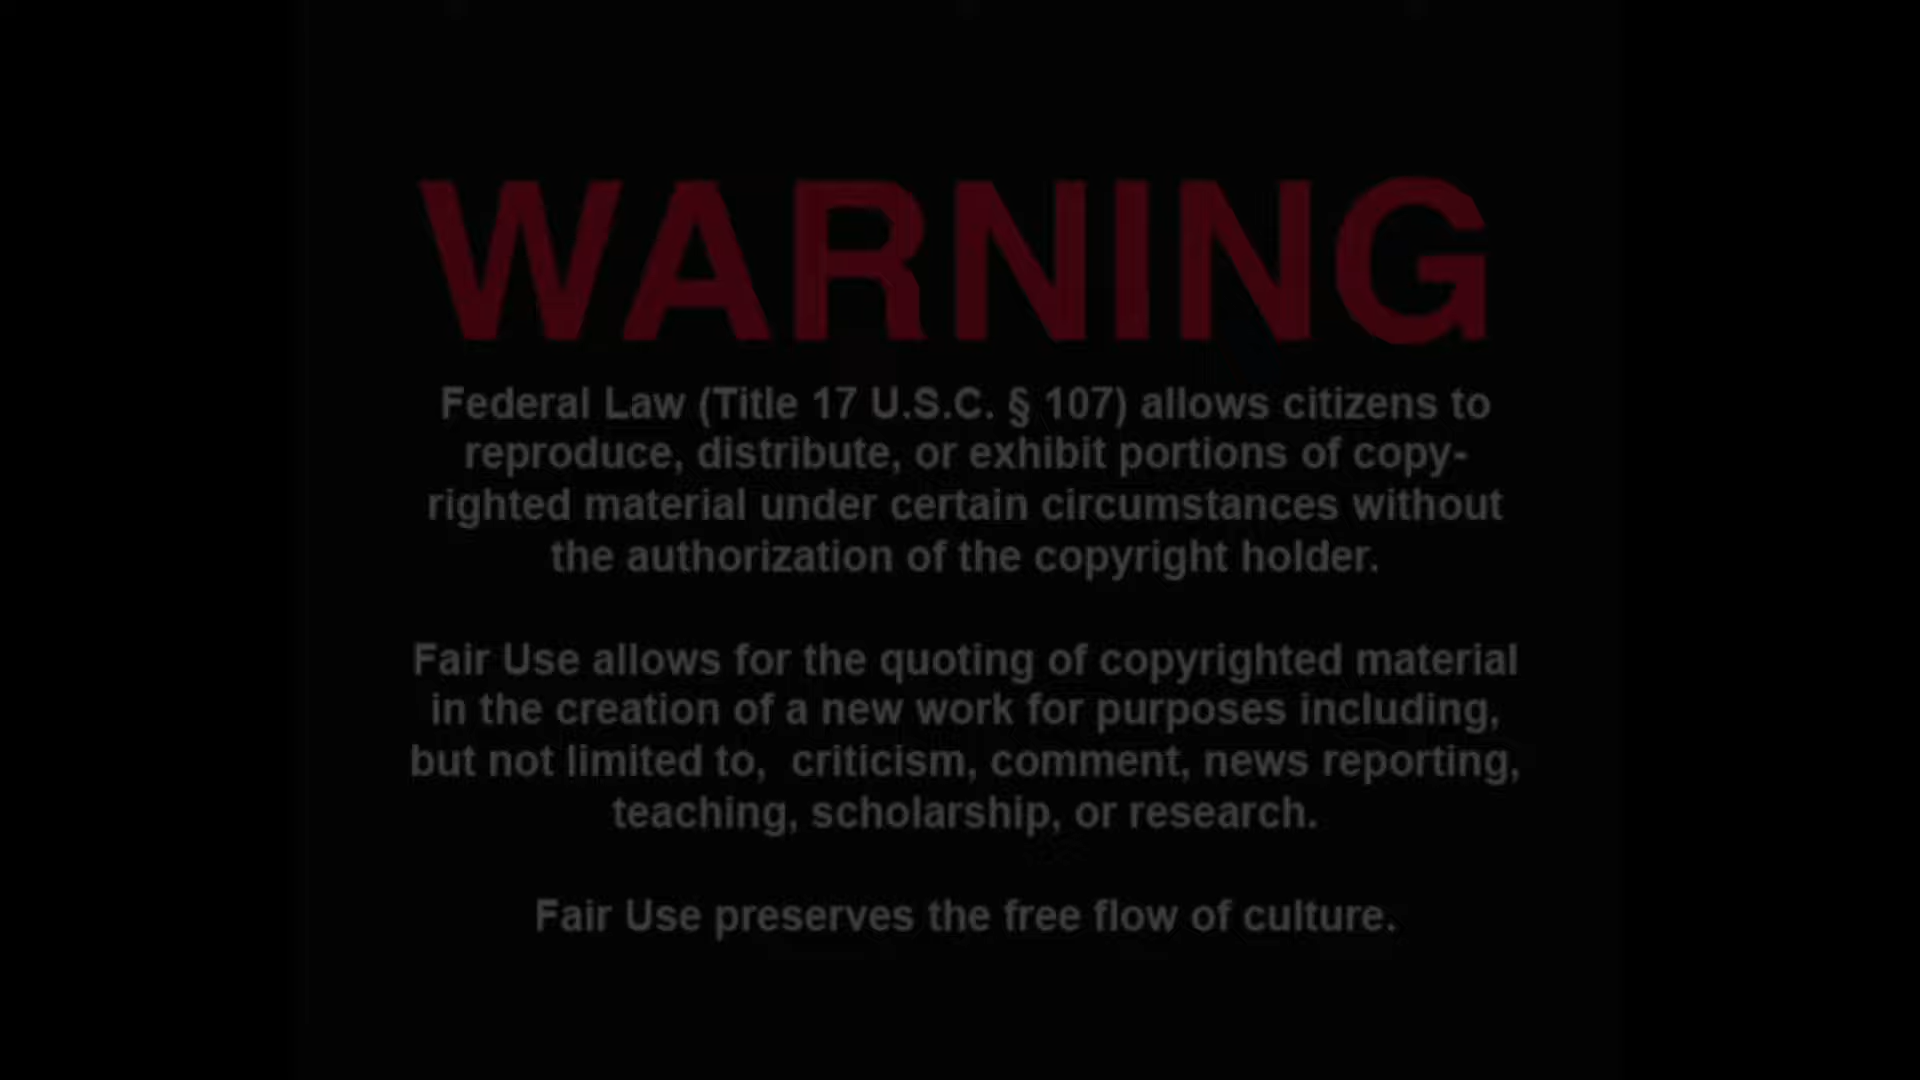 WARNING
Federal Law (Title 17 U.S.C. § 107) allows citizens to
reproduce, distribute, or exhibit portions of copy-
righted material under certain circumstances without
the authorization of the copyright holder.
Fair Use allows for the quoting of copyrighted material
in the creation of a new work for purposes including,
but not limited to,  criticism, comment, news reporting,
teaching, scholarship, or research.
Fair Use preserves the free flow of culture.